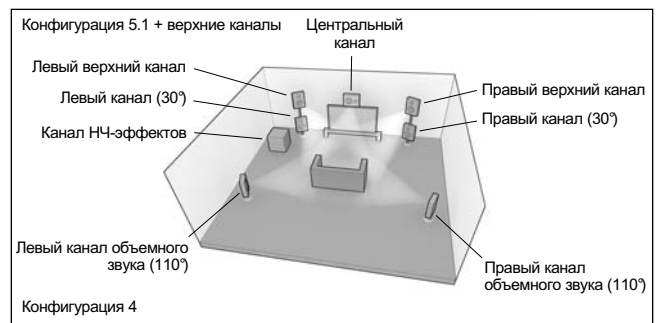 Конфигурация 5.1 + верхние каналы
Центральный
канал
Левый верхний канал
Левый канал (30°)
Канал НЧ-эффектов
Правый верхний канал
Правый канал (30°)
Левый канал объемного
звука (110°)
Правый канал
объемного звука (110°)
Конфигурация 4